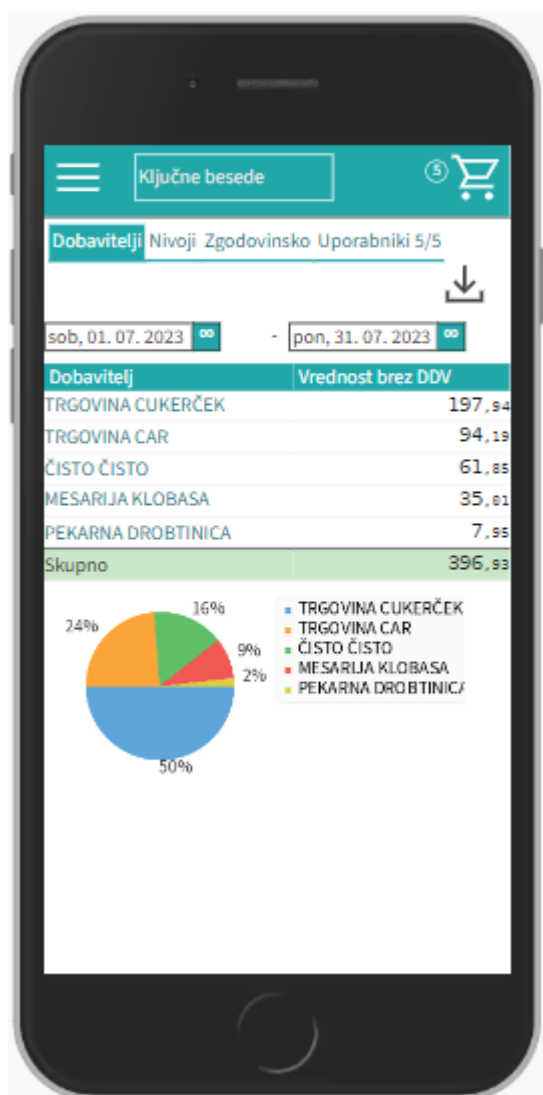 Ključne besede 5
Dobavitelji Nivoji Zgodovinsko Uporabniki 5/5
sob, 01. 07. 2023 - pon, 31. 07. 2023
Dobavitelj Vrednost brez DDV
TRGOVINA CUKERČEK 197,94
TRGOVINA CAR 94,19
ČISTO ČISTO 61,85
MESARIJA KLOBASA 35,01
PEKARNA DROBTINICA 7,95
Skupno 396,93
24%
16%
9%
2%
50%
TRGOVINA CUKERČEK
TRGOVINA CAR
ČISTO ČISTO
MESARIJA KLOBASA
PEKARNA DROBTINICA